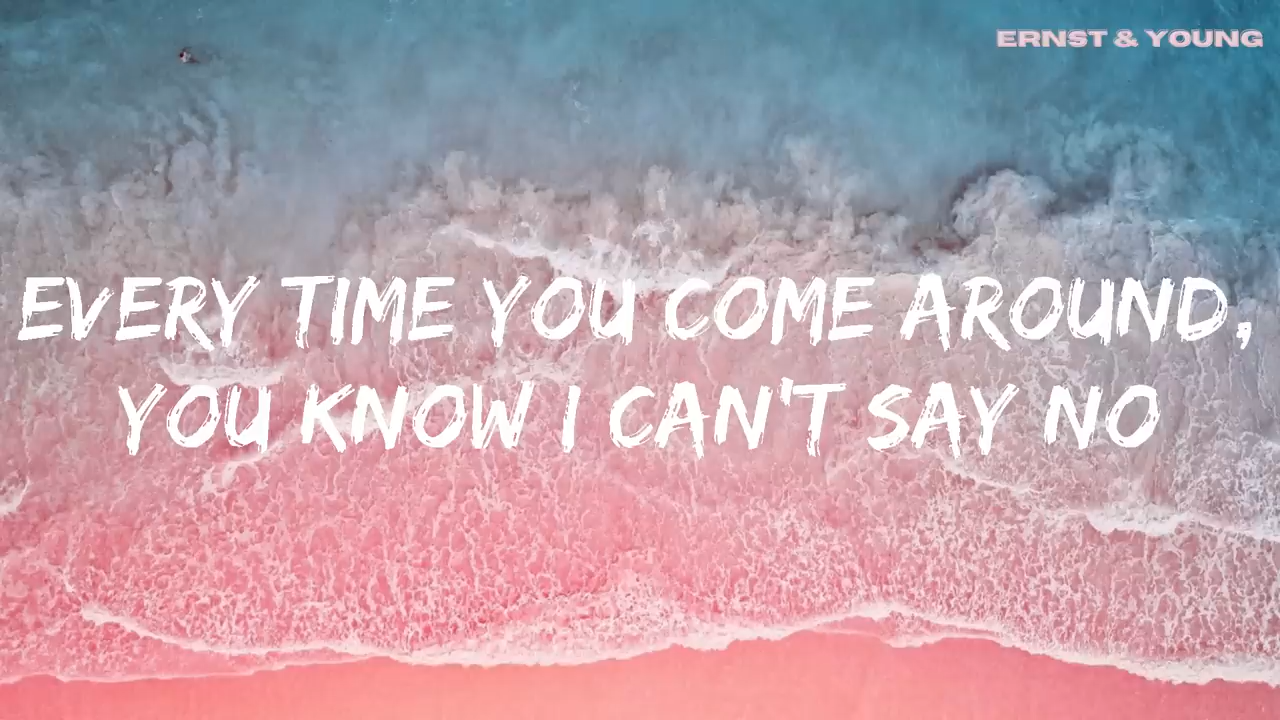 ERNST & YOUNG
EVERY TIME YOU COME AROUND,
YOU KNOW I CAN'T SAY NO